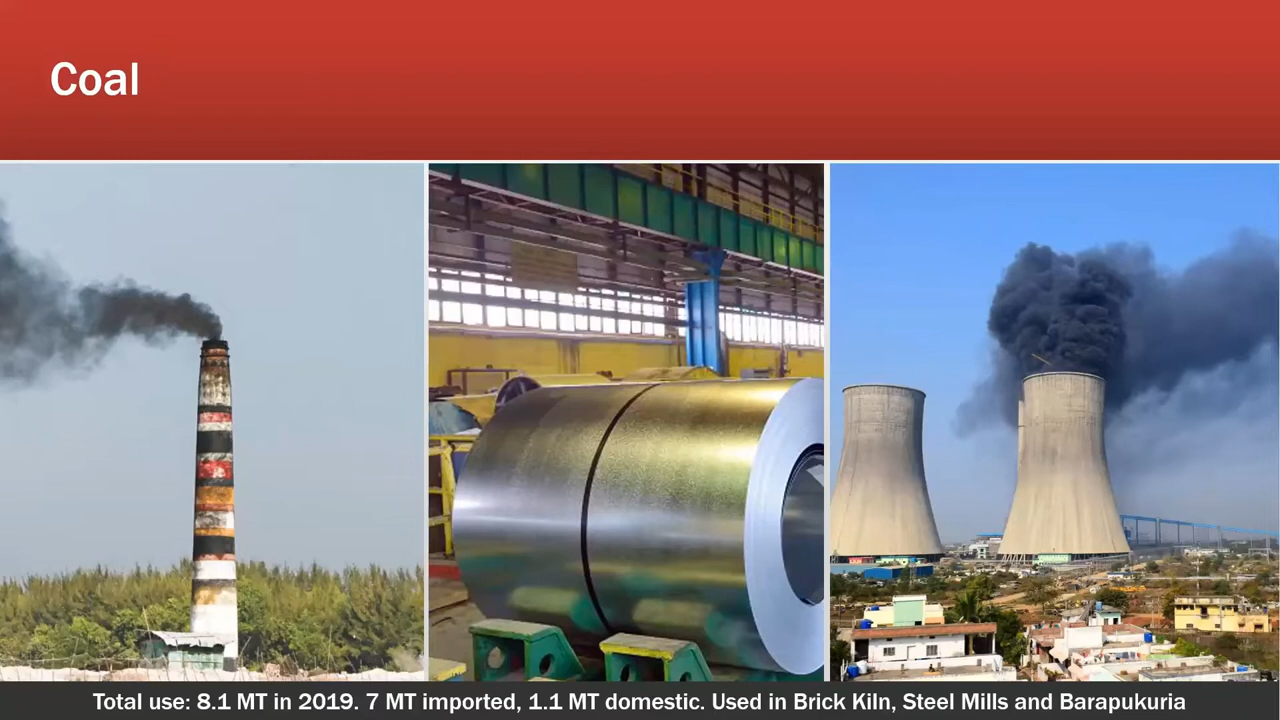 Coal
Total use: 8.1 MT in 2019. 7 MT imported, 1.1 MT domestic. Used in Brick Kiln, Steel Mills and Barapukuria